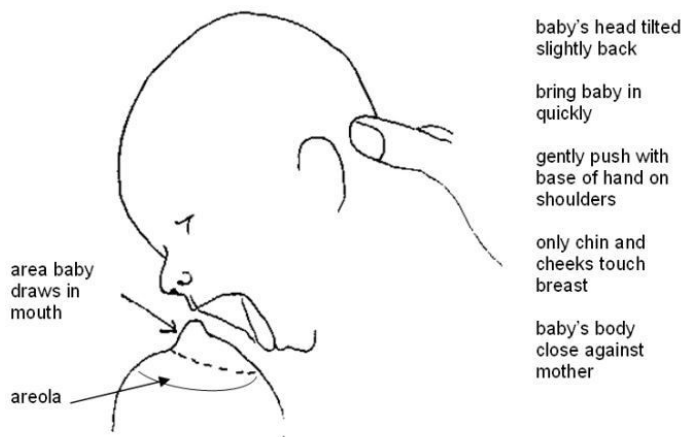 baby's head tilted
slightly back
bring baby in
quickly
gently push with
base of hand on
shoulders
only chin and
cheeks touch
breast
baby's body
close against
mother
area baby
draws in
mouth
areola